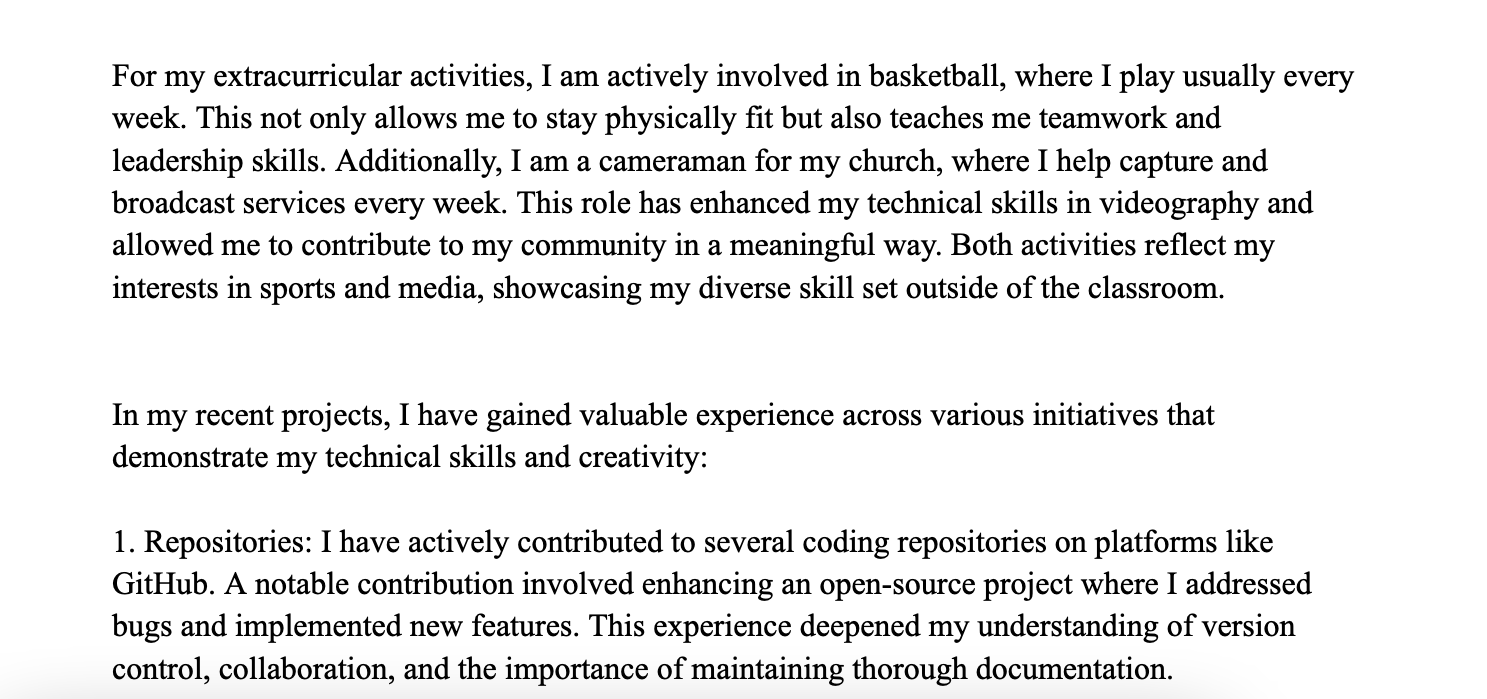 For my extracurricular activities, I am actively involved in basketball, where I play usually every
week. This not only allows me to stay physically fit but also teaches me teamwork and
leadership skills. Additionally, I am a cameraman for my church, where I help capture and
broadcast services every week. This role has enhanced my technical skills in videography and
allowed me to contribute to my community in a meaningful way. Both activities reflect my
interests in sports and media, showcasing my diverse skill set outside of the classroom.
In my recent projects, I have gained valuable experience across various initiatives that
demonstrate my technical skills and creativity:
1. Repositories: I have actively contributed to several coding repositories on platforms like
GitHub. A notable contribution involved enhancing an open-source project where I addressed
bugs and implemented new features. This experience deepened my understanding of version
control, collaboration, and the importance of maintaining thorough documentation.